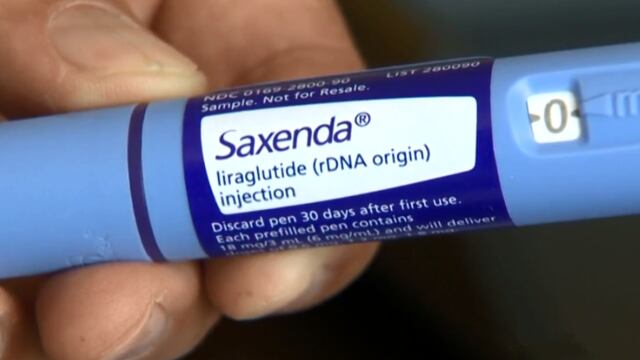 NDC 0169-2800-90 LIST 280090
Sample. Not for Resale.
Saxenda®
liraglutide (rDNA origin)
injection
Discard pen 30 days after first use.
Each prefilled pen contains
18 mg/3 mL (6 mg/mL) and will deliver
0